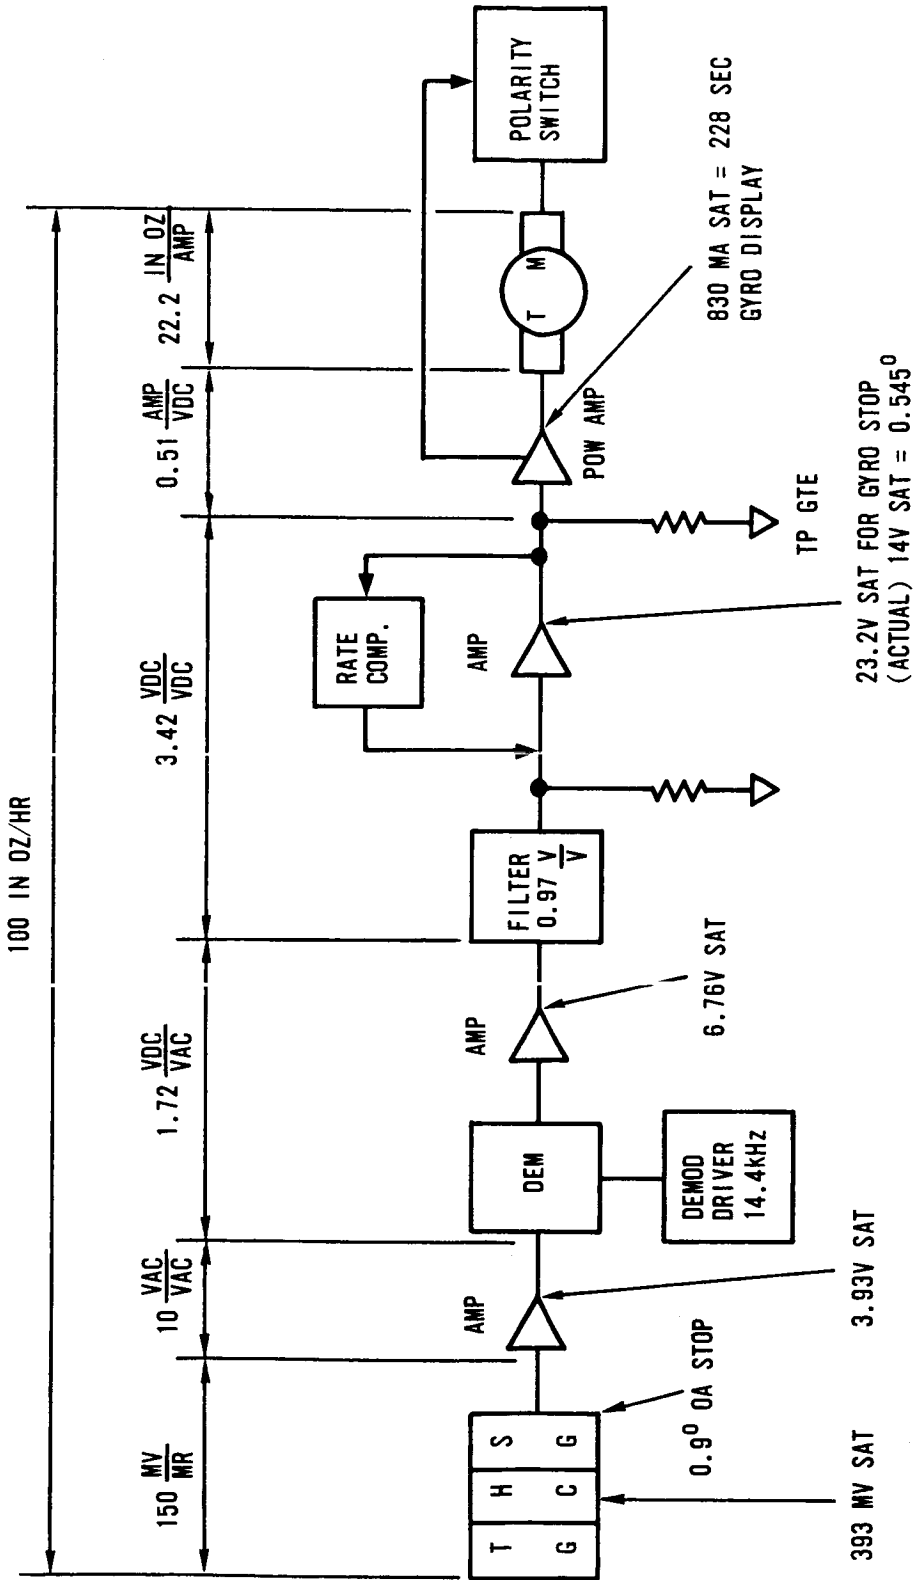 100 IN OZ/HR
150 MV/MR
10 VAC/VAC
1.72 VDC/VAC
3.42 VDC/VDC
0.51 AMP/VDC
22.2 IN OZ/AMP
T H S
G C G
0.9⁰ OA STOP
393 MV SAT
AMP
3.93V SAT
DEM
DEMOD
DRIVER
14.4kHz
AMP
6.76V SAT
FILTER
0.97 V/V
RATE
COMP.
AMP
23.2V SAT FOR GYRO STOP
(ACTUAL) 14V SAT = 0.545⁰
TP GTE
POW AMP
830 MA SAT = 228 SEC
GYRO DISPLAY
T M
POLARITY
SWITCH